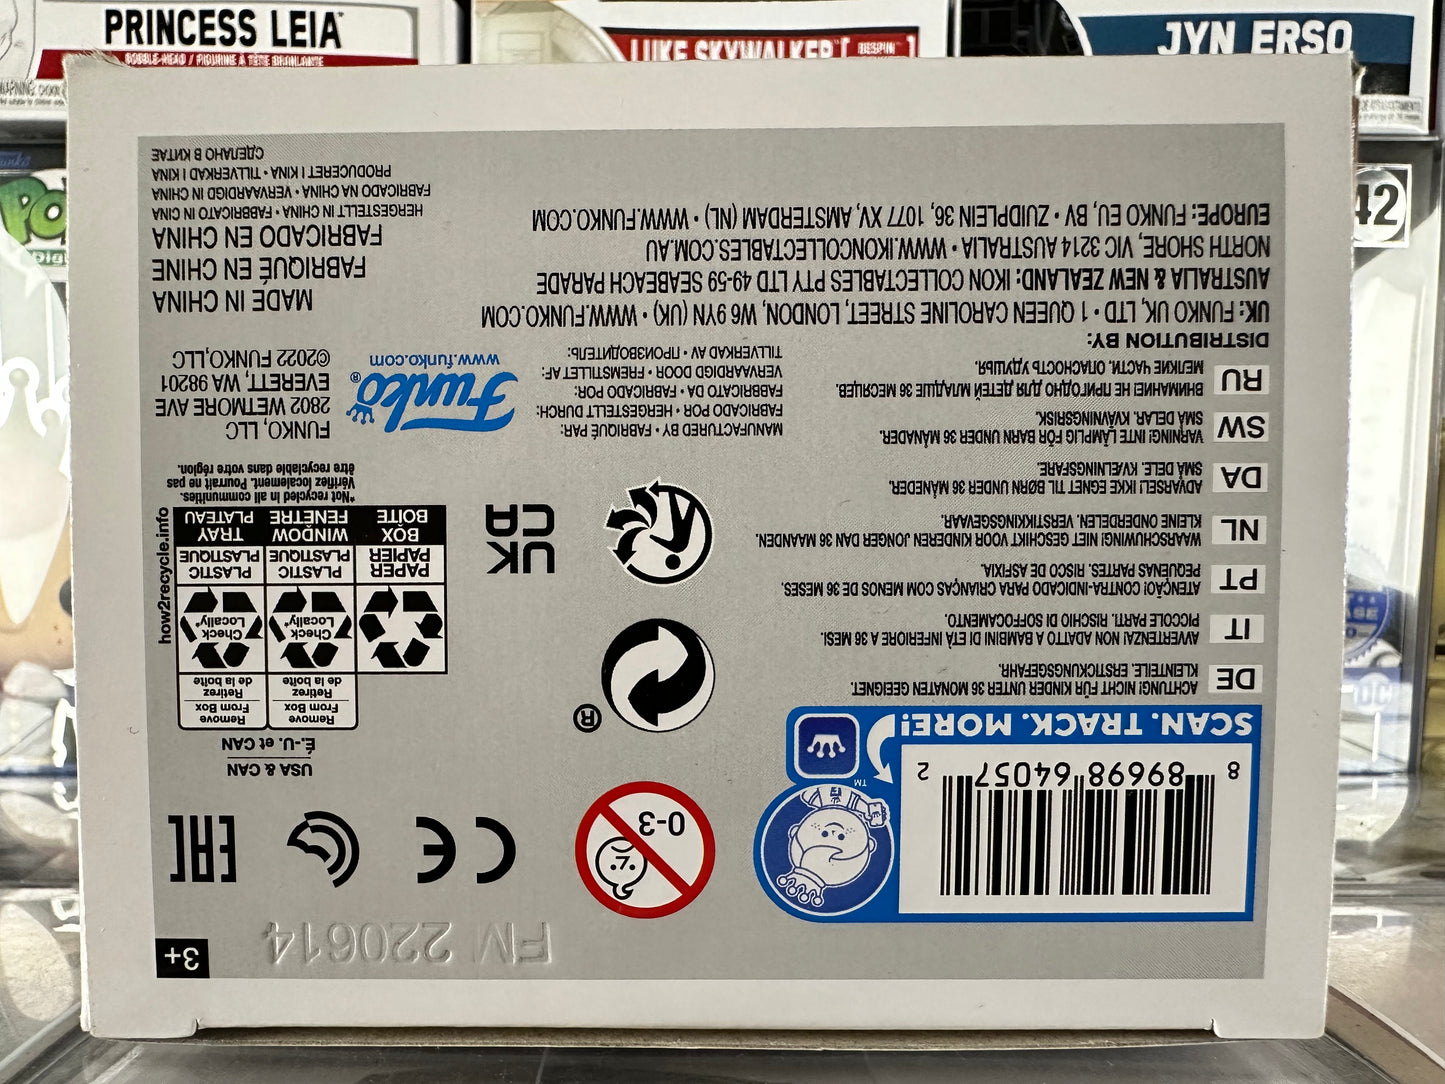 PRINCESS LEIA™
BOBBLE-HEAD / FIGURINE À TÊTE BRANLANTE
LUKE SKYWALKER [ BESPIN ]
JYN ERSO
42
FM 220614
3+
8 89698 64057 2
SCAN. TRACK. MORE!
™
0-3
CE
EAC
USA & CAN
É.-U. et CAN
Remove From Box
Retirez de la boîte
Remove From Box
Retirez de la boîte
Check Locally*
Check Locally*
PAPER
PAPIER
BOX
BOÎTE
PLASTIC
PLASTIQUE
WINDOW
FENÊTRE
PLASTIC
PLASTIQUE
TRAY
PLATEAU
how2recycle.info
*Not recycled in all communities.
Vérifiez localement. Pourrait ne pas
être recyclable dans votre région.
®
UK
CA
DE ACHTUNG! NICHT FÜR KINDER UNTER 36 MONATEN GEEIGNET.
KLEINTEILE. ERSTICKUNGSGEFAHR.
IT AVVERTENZA! NON ADATTO A BAMBINI DI ETÀ INFERIORE A 36 MESI.
PICCOLE PARTI. RISCHIO DI SOFFOCAMENTO.
PT ATENÇÃO! CONTRA-INDICADO PARA CRIANÇAS COM MENOS DE 36 MESES.
PEQUENAS PARTES. RISCO DE ASFIXIA.
NL WAARSCHUWING! NIET GESCHIKT VOOR KINDEREN JONGER DAN 36 MAANDEN.
KLEINE ONDERDELEN. VERSTIKKINGSGEVAAR.
DA ADVARSEL! IKKE EGNET TIL BØRN UNDER 36 MÅNEDER.
SMÅ DELE. KVÆLNINGSFARE.
SW VARNING! INTE LÄMPLIG FÖR BARN UNDER 36 MÅNADER.
SMÅ DELAR. KVÄVNINGSRISK.
RU ВНИМАНИЕ! НЕ ПРИГОДНО ДЛЯ ДЕТЕЙ МЛАДШЕ 36 МЕСЯЦЕВ.
МЕЛКИЕ ЧАСТИ. ОПАСНОСТЬ УДУШЬЯ.
MANUFACTURED BY • FABRIQUÉ PAR:
FABRICADO POR • HERGESTELLT DURCH:
FABBRICATO DA • FABRICADO POR:
VERVAARDIGD DOOR • FREMSTILLET AF:
TILLVERKAD AV • ПРОИЗВОДИТЕЛЬ:
Funko®
www.funko.com
FUNKO, LLC
2802 WETMORE AVE
EVERETT, WA 98201
©2022 FUNKO, LLC
DISTRIBUTION BY:
UK: FUNKO UK, LTD • 1 QUEEN CAROLINE STREET, LONDON, W6 9YN (UK) • WWW.FUNKO.COM
AUSTRALIA & NEW ZEALAND: IKON COLLECTABLES PTY LTD 49-59 SEABEACH PARADE
NORTH SHORE, VIC 3214 AUSTRALIA • WWW.IKONCOLLECTABLES.COM.AU
EUROPE: FUNKO EU, BV • ZUIDPLEIN 36, 1077 XV, AMSTERDAM (NL) • WWW.FUNKO.COM
MADE IN CHINA
FABRIQUÉ EN CHINE
FABRICADO EN CHINA
HERGESTELLT IN CHINA • FABBRICATO IN CINA
FABRICADO NA CHINA • VERVAARDIGD IN CHINA
PRODUCERET I KINA • TILLVERKAD I KINA
СДЕЛАНО В КИТАЕ